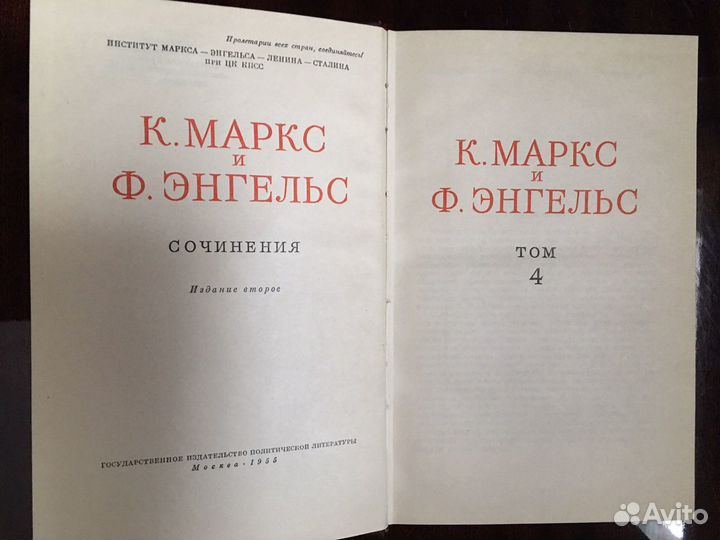 Пролетарии всех стран, соединяйтесь!
ИНСТИТУТ МАРКСА — ЭНГЕЛЬСА — ЛЕНИНА — СТАЛИНА
ПРИ ЦК КПСС
К. МАРКС
И
Ф. ЭНГЕЛЬС
СОЧИНЕНИЯ
Издание второе
ГОСУДАРСТВЕННОЕ ИЗДАТЕЛЬСТВО ПОЛИТИЧЕСКОЙ ЛИТЕРАТУРЫ
Москва · 1955
К. МАРКС
И
Ф. ЭНГЕЛЬС
ТОМ
4
Avito